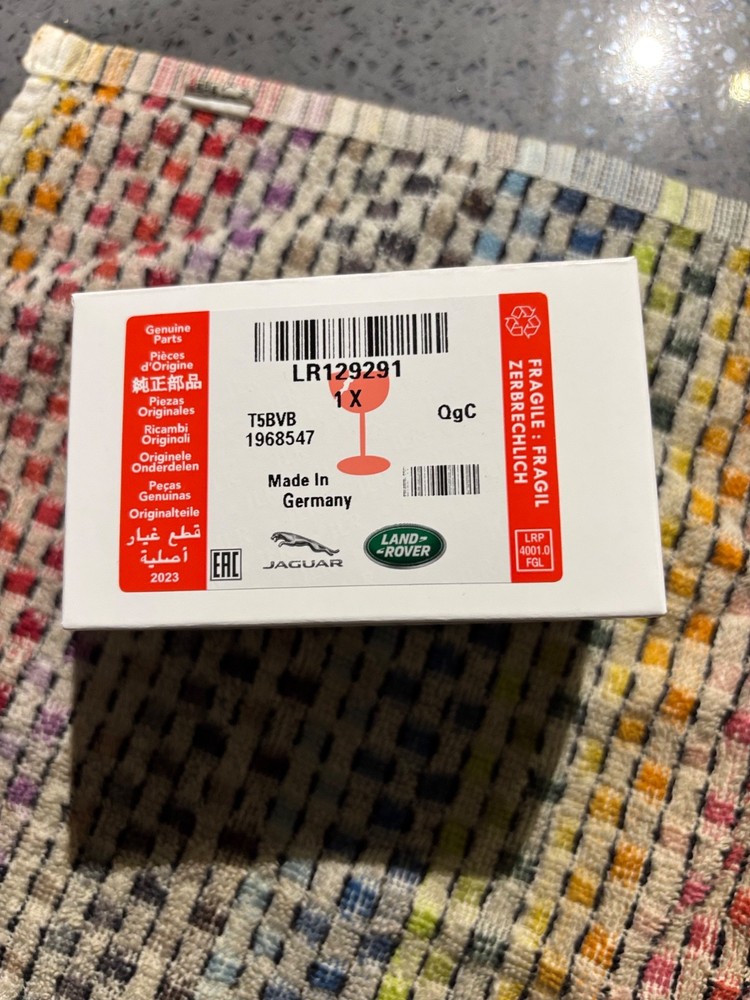 Genuine
Parts
Pièces
d'Origine
純正部品
Piezas
Originales
Ricambi
Originali
Originele
Onderdelen
Peças
Genuinas
Originalteile
قطع غيار
أصلية
2023
LR129291
1 X
T5BVB
1968547
QgC
Made In
Germany
EAC
JAGUAR
LAND-
-ROVER
FRAGILE : FRAGIL
ZERBRECHLICH
LRP
4001.0
FGL